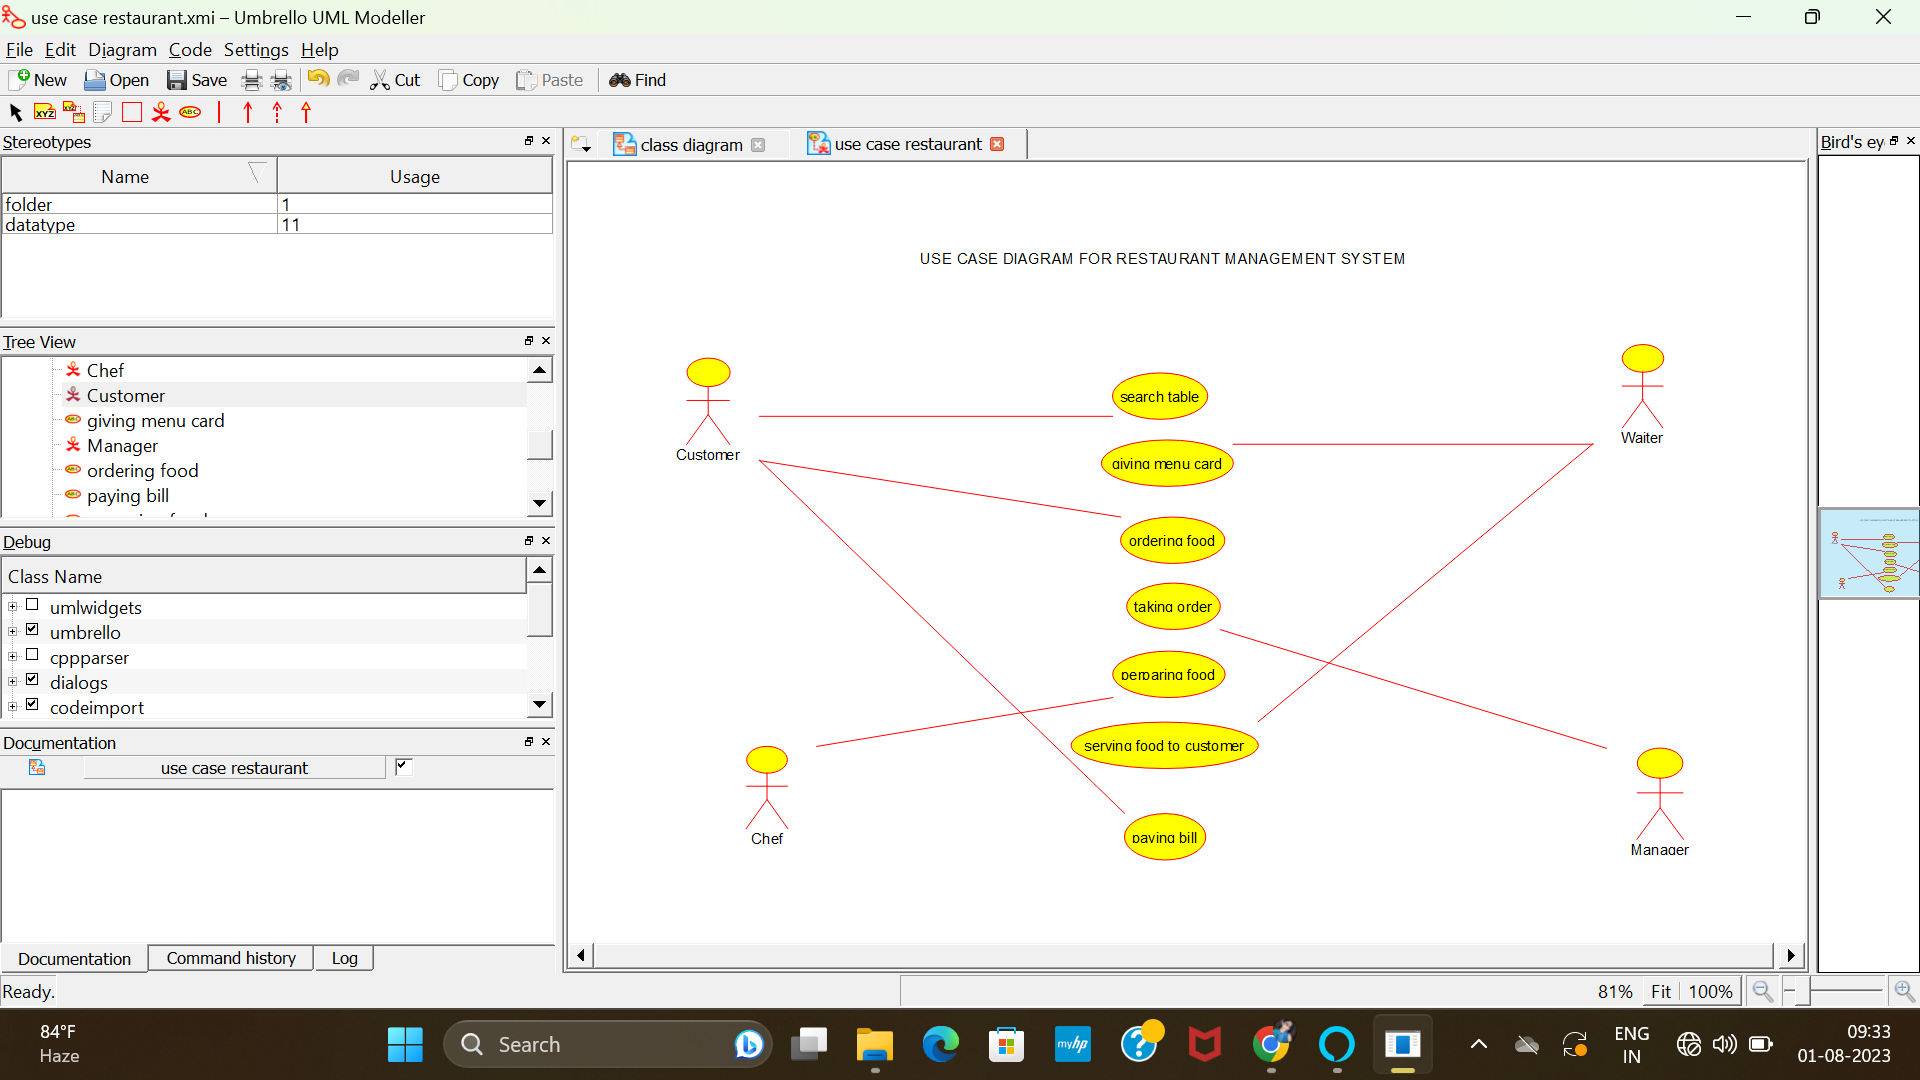 use case restaurant.xmi – Umbrello UML Modeller
File Edit Diagram Code Settings Help
New Open Save Cut Copy Paste Find
XYZ XYZ ABC
Stereotypes
Name Usage
folder 1
datatype 11
Tree View
Chef
Customer
giving menu card
Manager
ordering food
paying bill
Debug
Class Name
umlwidgets
umbrello
cppparser
dialogs
codeimport
Documentation
use case restaurant
Documentation Command history Log
class diagram use case restaurant
USE CASE DIAGRAM FOR RESTAURANT MANAGEMENT SYSTEM
Customer
Waiter
search table
giving menu card
ordering food
taking order
perparing food
serving food to customer
paying bill
Chef
Manager
Bird's ey
Ready.
81% Fit 100%
84°F
Haze
Search
myhp
ENG
IN
09:33
01-08-2023